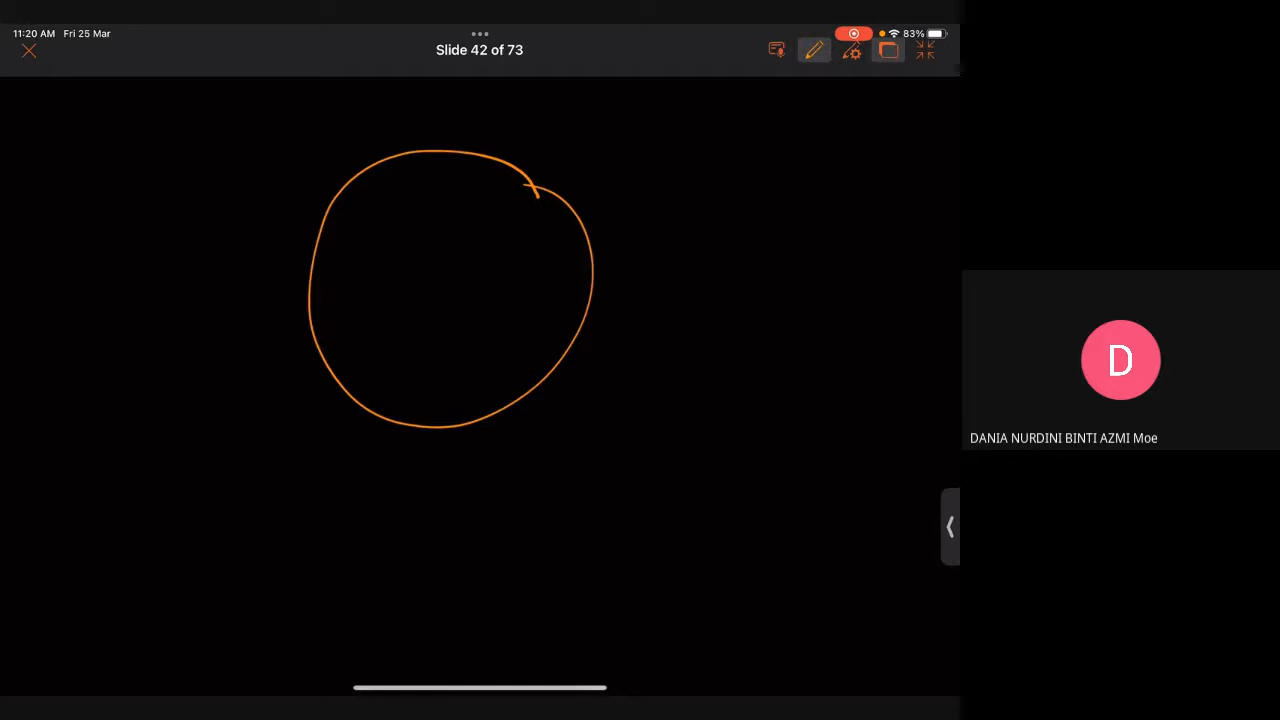 11:20 AM Fri 25 Mar
83%
Slide 42 of 73
D
DANIA NURDINI BINTI AZMI Moe